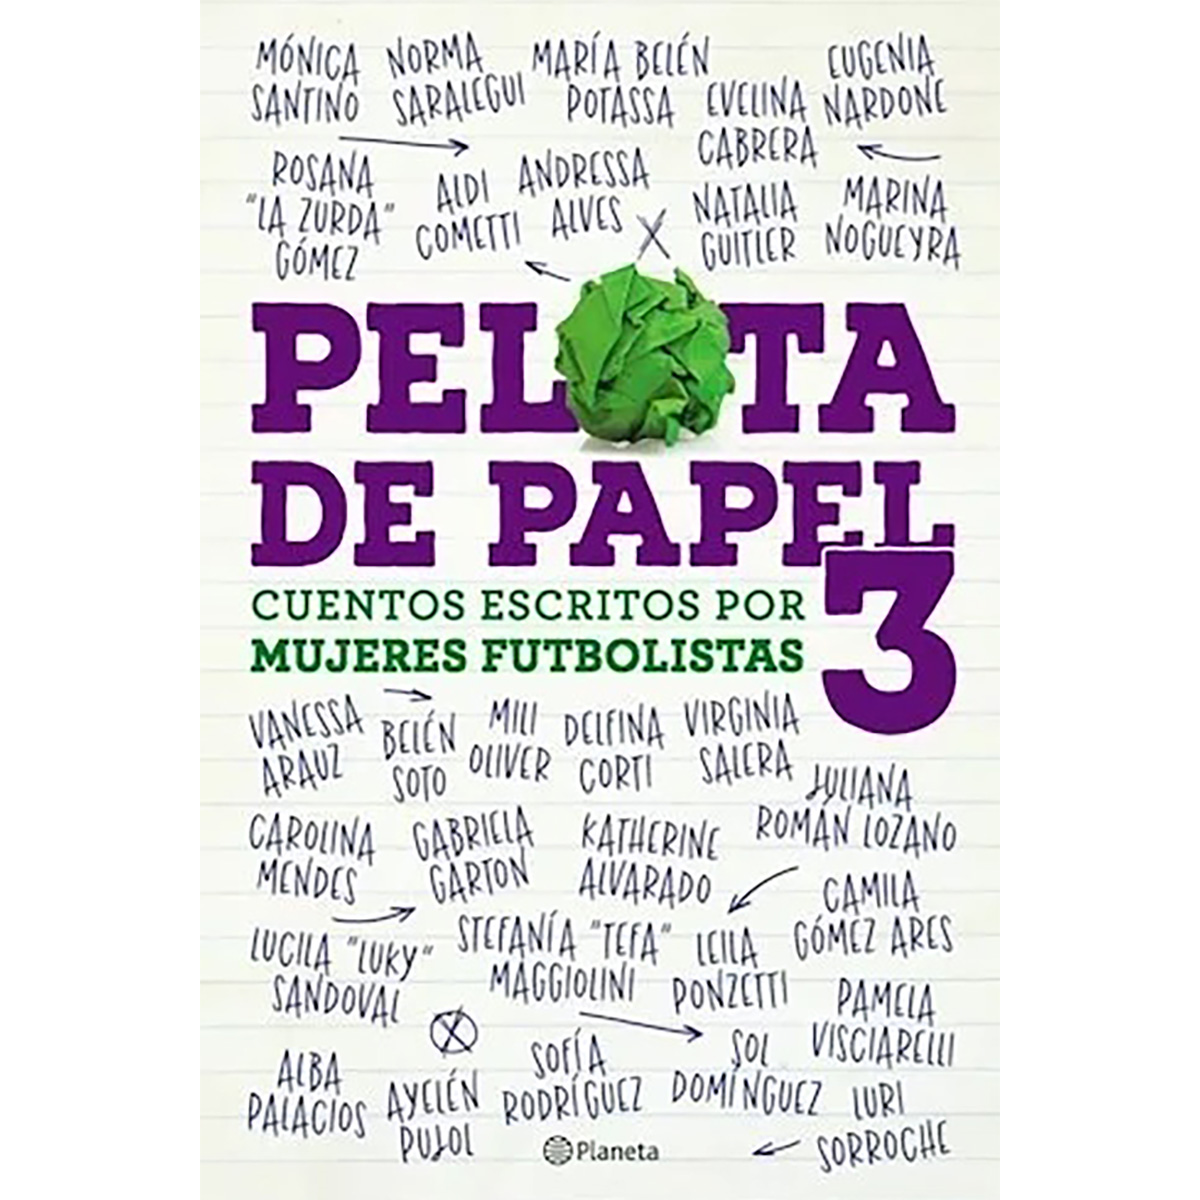 MÓNICA
SANTINO
NORMA
SARALEGUI
MARÍA BELÉN
POTASSA
EVELINA
CABRERA
EUGENIA
NARDONE
ROSANA
"LA ZURDA"
GÓMEZ
ALDI
COMETTI
ANDRESSA
ALVES
NATALIA
GUITLER
MARINA
NOGUEYRA
PELOTA
DE PAPEL
3
CUENTOS ESCRITOS POR
MUJERES FUTBOLISTAS
VANESSA
ARAUZ
BELÉN
SOTO
MILI
OLIVER
DELFINA
CORTI
VIRGINIA
SALERA
JULIANA
ROMÁN LOZANO
CAROLINA
MENDES
GABRIELA
GARTON
KATHERINE
ALVARADO
CAMILA
GÓMEZ ARES
LUCILA "LUKY"
SANDOVAL
STEFANÍA "TEFA"
MAGGIOLINI
LEILA
PONZETTI
PAMELA
VISCIARELLI
ALBA
PALACIOS
AYELÉN
PUJOL
SOFÍA
RODRÍGUEZ
SOL
DOMÍNGUEZ
LURI
SORROCHE
Planeta